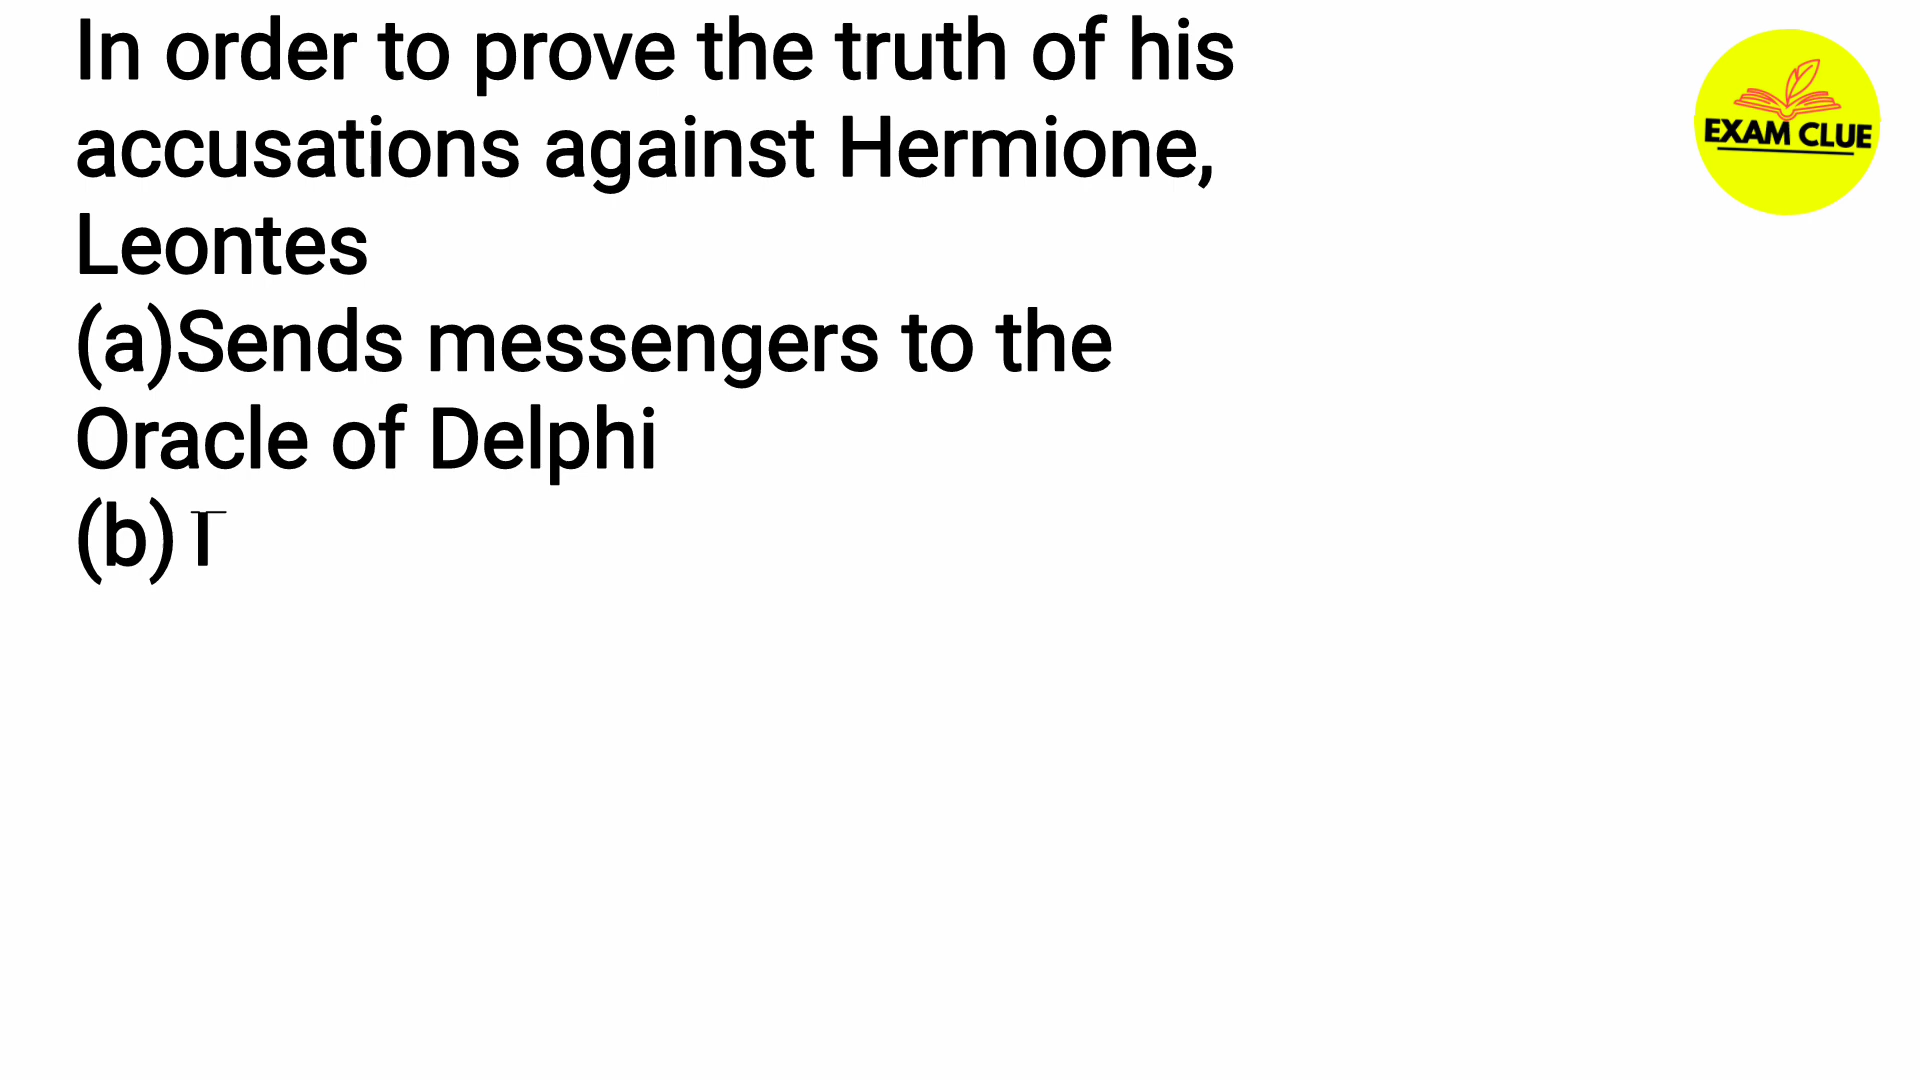 In order to prove the truth of his
accusations against Hermione,
Leontes
(a)Sends messengers to the
Oracle of Delphi
(b)
EXAM CLUE